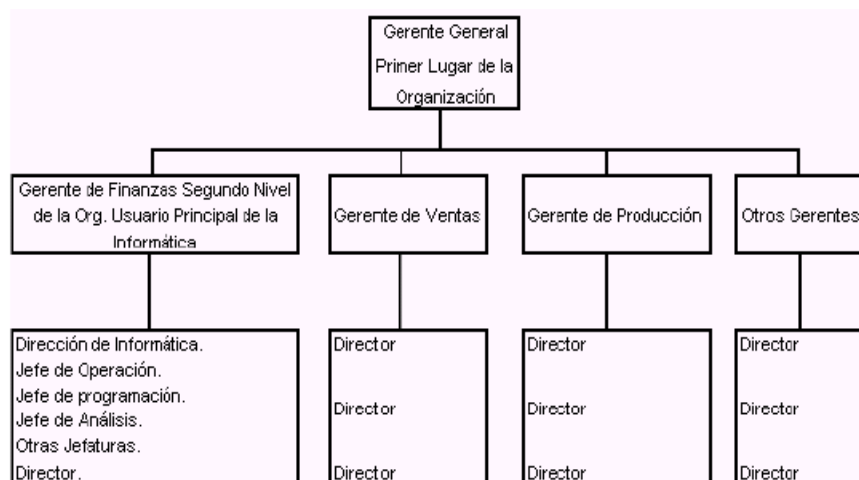 Gerente General
Primer Lugar de la
Organización
Gerente de Finanzas Segundo Nivel
de la Org. Usuario Principal de la
Informática
Gerente de Ventas
Gerente de Producción
Otros Gerentes
Dirección de Informática.
Jefe de Operación.
Jefe de programación.
Jefe de Análisis.
Otras Jefaturas.
Director.
Director
Director
Director
Director
Director
Director
Director
Director
Director